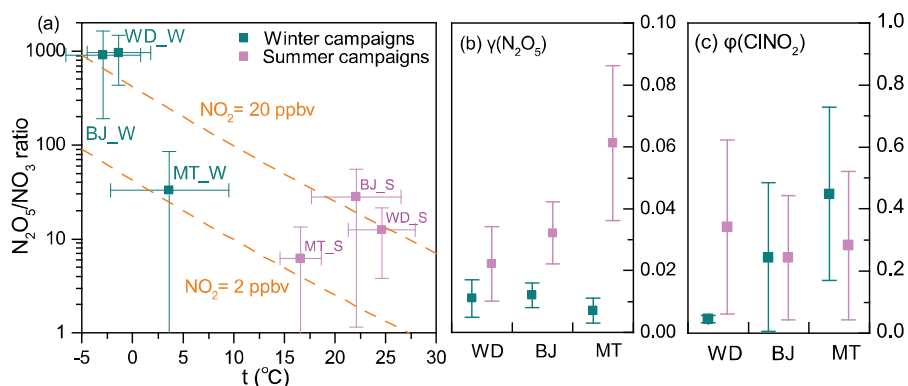 (a)
1000
100
10
1
N₂O₅/NO₃ ratio
WD_W
BJ_W
MT_W
BJ_S
WD_S
MT_S
NO₂= 20 ppbv
NO₂= 2 ppbv
Winter campaigns
Summer campaigns
-5 0 5 10 15 20 25 30
t (°C)
(b) γ(N₂O₅)
0.10
0.08
0.06
0.04
0.02
0.00
WD BJ MT
(c) φ(ClNO₂)
1.0
0.8
0.6
0.4
0.2
0.0
WD BJ MT